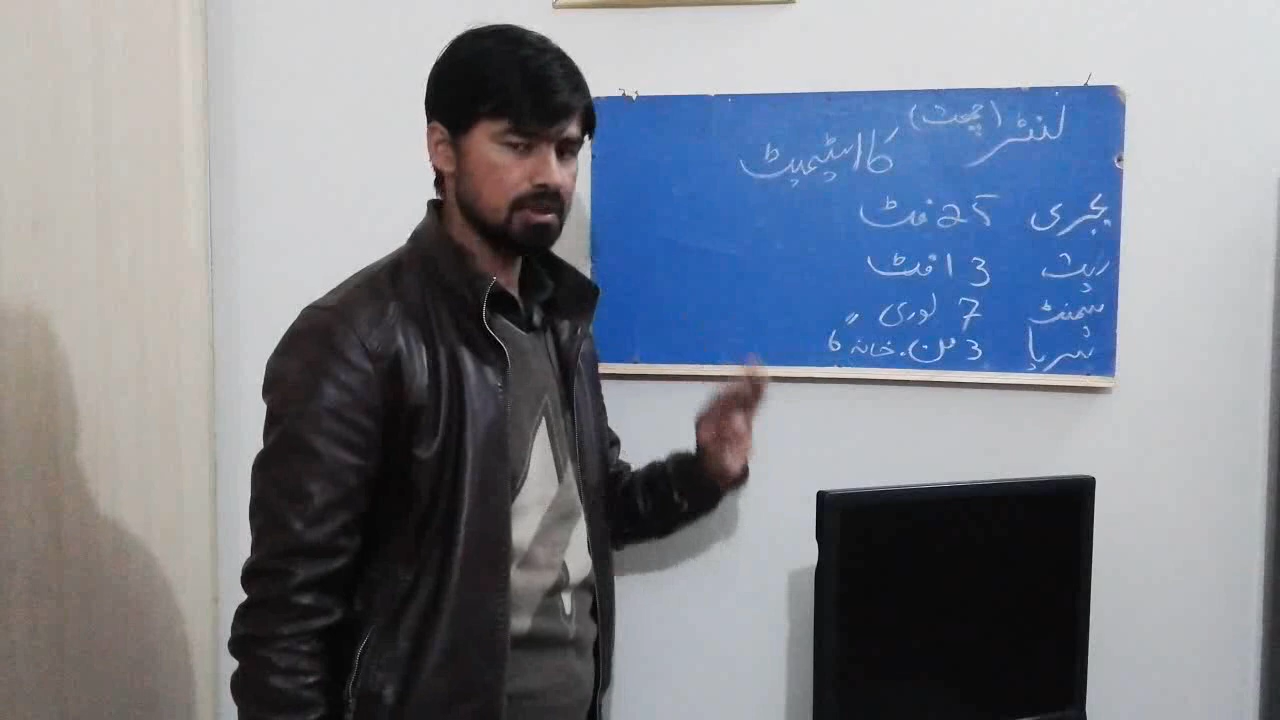 لنٹر (چھت)
کا اسٹیمیٹ
بجری 25 فٹ
ریت 13 فٹ
سیمنٹ 7 بوری "
سریا 3 من. خانہ 6"